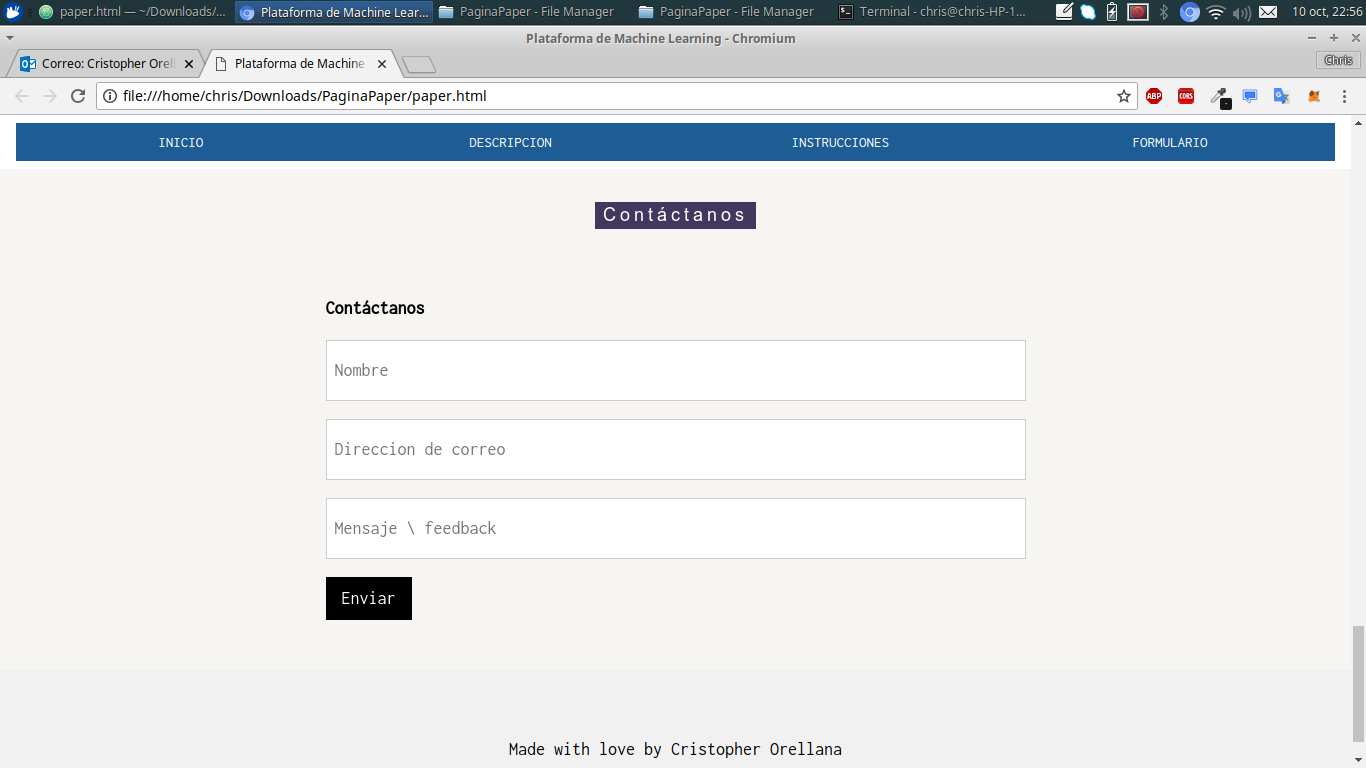 paper.html — ~/Downloads/... Plataforma de Machine Lear... PaginaPaper - File Manager PaginaPaper - File Manager Terminal - chris@chris-HP-1... 10 oct, 22:56
Plataforma de Machine Learning - Chromium
Correo: Cristopher Orell Plataforma de Machine Chris
file:///home/chris/Downloads/PaginaPaper/paper.html ABP CORS
INICIO DESCRIPCION INSTRUCCIONES FORMULARIO
Contáctanos
Contáctanos
Nombre
Direccion de correo
Mensaje \ feedback
Enviar
Made with love by Cristopher Orellana